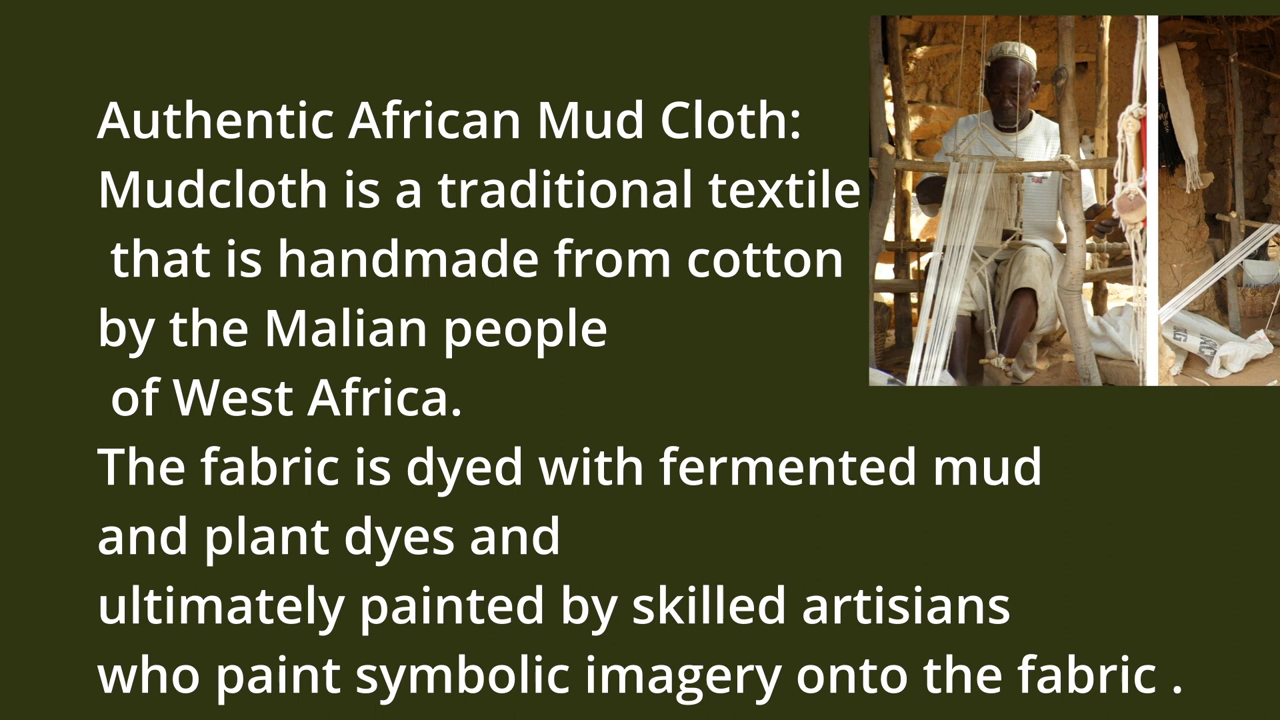 Authentic African Mud Cloth:
Mudcloth is a traditional textile
that is handmade from cotton
by the Malian people
of West Africa.
The fabric is dyed with fermented mud
and plant dyes and
ultimately painted by skilled artisians
who paint symbolic imagery onto the fabric .